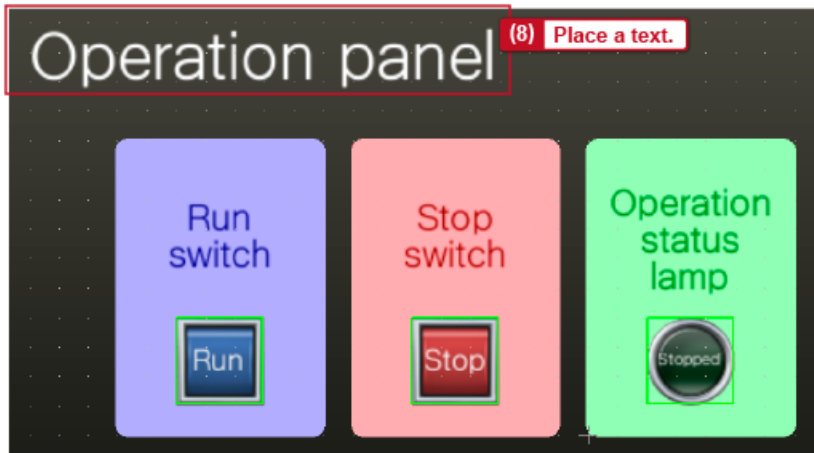 Operation panel
(8) Place a text.
Run
switch
Run
Stop
switch
Stop
Operation
status
lamp
Stopped